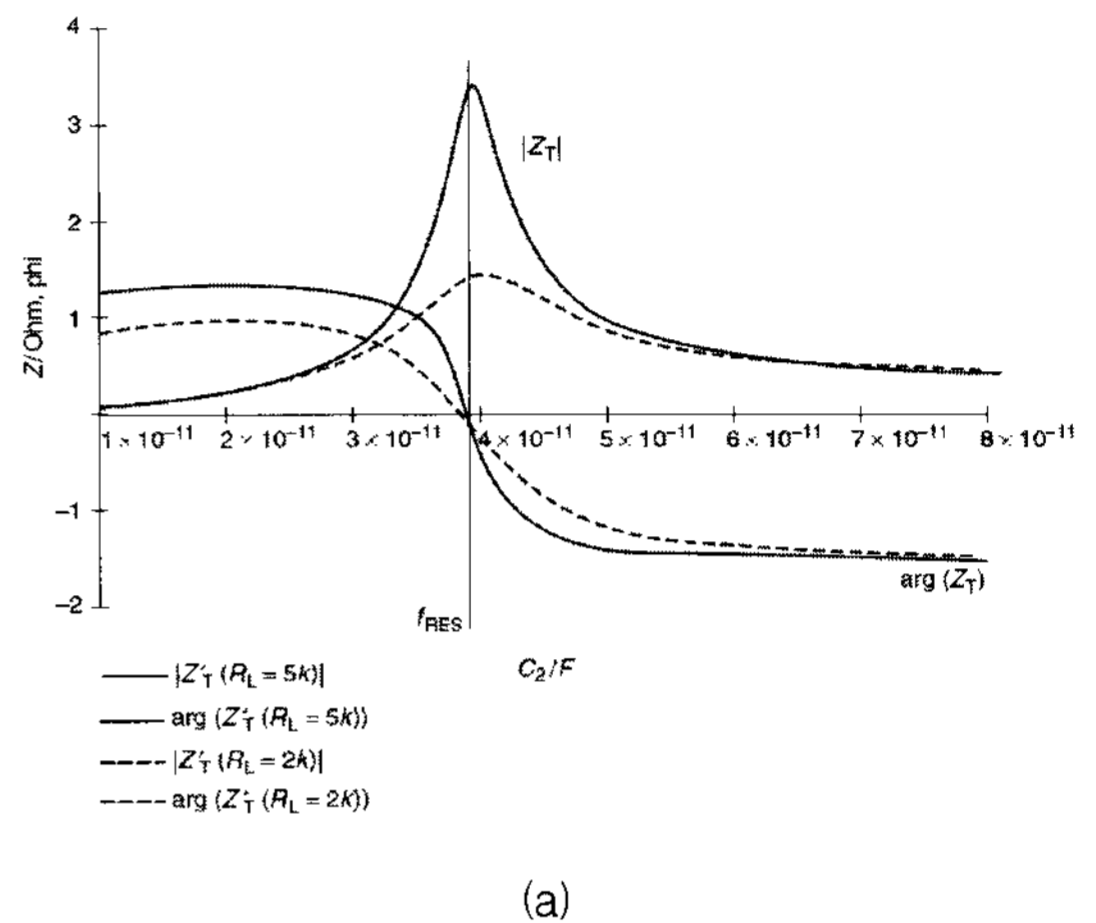 4
3
2
1
−1
−2
Z/Ohm, phi
|Z_T|
1 × 10⁻¹¹ 2 × 10⁻¹¹ 3 × 10⁻¹¹ 4 × 10⁻¹¹ 5 × 10⁻¹¹ 6 × 10⁻¹¹ 7 × 10⁻¹¹ 8 × 10⁻¹¹
arg (Z_T)
f_RES
C₂/F
|Z′_T (R_L = 5k)|
arg (Z′_T (R_L = 5k))
|Z′_T (R_L = 2k)|
arg (Z′_T (R_L = 2k))
(a)